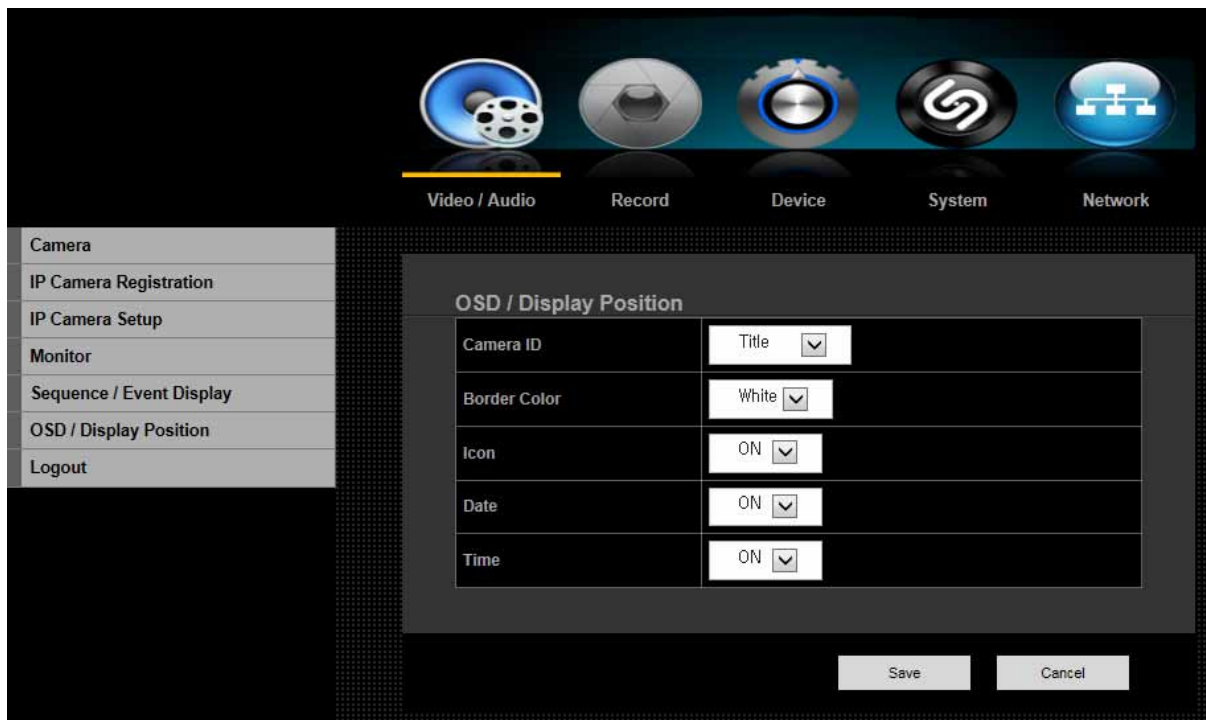 Video / Audio Record Device System Network
Camera
IP Camera Registration
IP Camera Setup
Monitor
Sequence / Event Display
OSD / Display Position
Logout
OSD / Display Position
Camera ID Title
Border Color White
Icon ON
Date ON
Time ON
Save Cancel